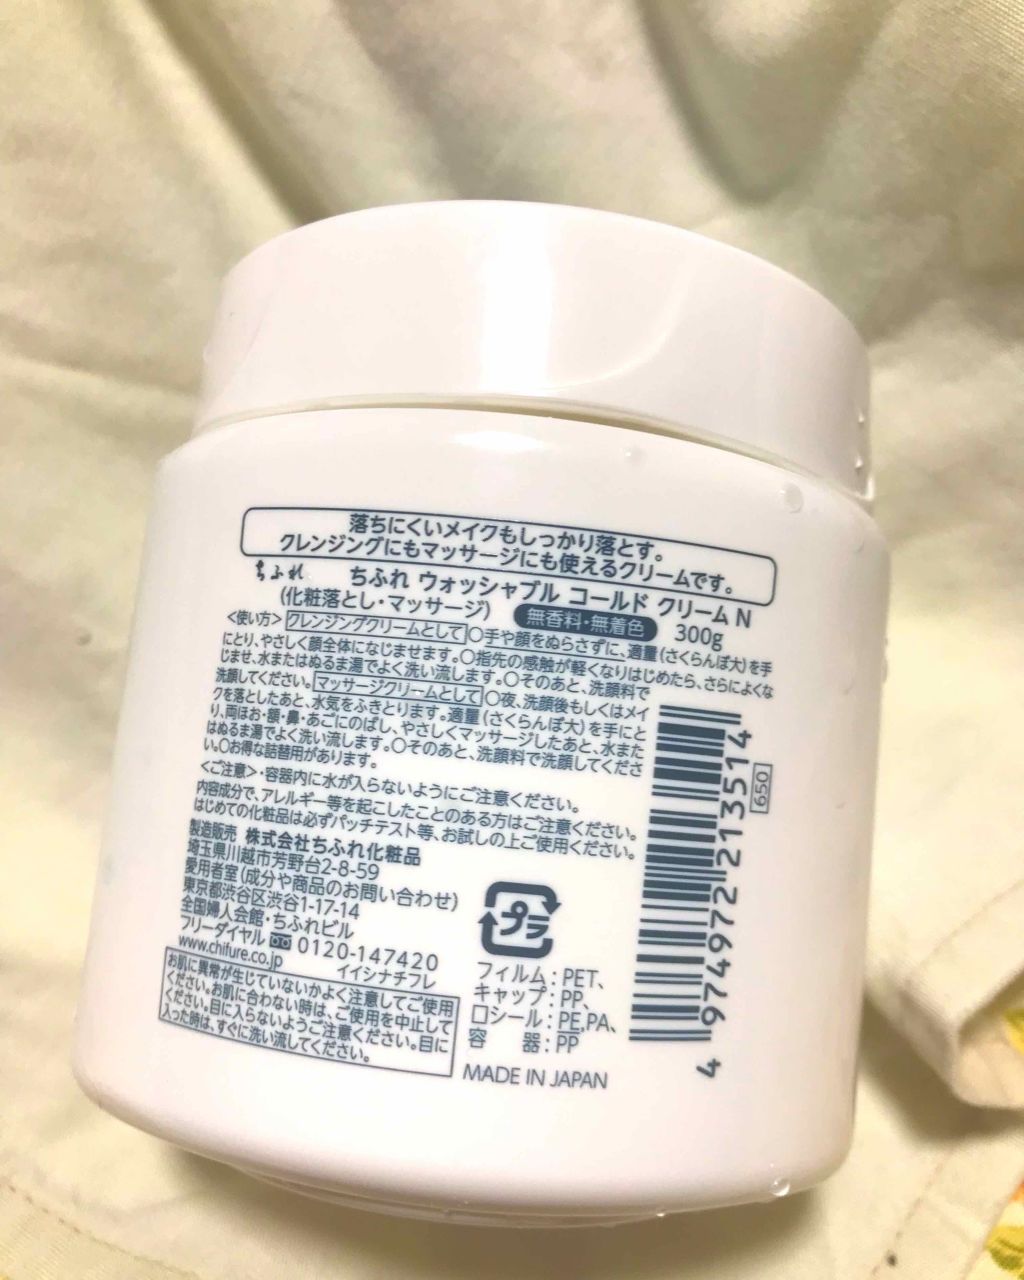 落ちにくいメイクもしっかり落とす。
クレンジングにもマッサージにも使えるクリームです。
ちふれ ちふれ ウォッシャブル コールド クリーム N
(化粧落とし・マッサージ) 無香料・無着色 300g
<使い方> クレンジングクリームとして ○手や顔をぬらさずに、適量(さくらんぼ大)を手
にとり、やさしく顔全体になじませます。○指先の感触が軽くなりはじめたら、さらによくな
じませ、水またはぬるま湯でよく洗い流します。○そのあと、洗顔料で
洗顔してください。 マッサージクリームとして ○夜、洗顔後もしくはメイ
クを落としたあと、水気をふきとります。適量(さくらんぼ大)を手にと
り、両ほお・額・鼻・あごにのばし、やさしくマッサージしたあと、水また
はぬるま湯でよく洗い流します。○そのあと、洗顔料で洗顔してくださ
い。○お得な詰替用があります。
<ご注意>・容器内に水が入らないようにご注意ください。
内容成分で、アレルギー等を起こしたことのある方はご注意ください。
はじめての化粧品は必ずパッチテスト等、お試しの上ご使用ください。
製造販売 株式会社ちふれ化粧品
埼玉県川越市芳野台2-8-59
愛用者室(成分や商品のお問い合わせ)
東京都渋谷区渋谷1-17-14
全国婦人会館・ちふれビル
フリーダイヤル 0120-147420
www.chifure.co.jp イイシナチフレ
お肌に異常が生じていないかよく注意してご使用
ください。お肌に合わない時は、ご使用を中止して
ください。目に入らないようご注意ください。目に
入った時は、すぐに洗い流してください。
プラ
フィルム:PET、
キャップ:PP、
口シール:PE,PA、
容 器:PP
MADE IN JAPAN
4 974972 213514
650